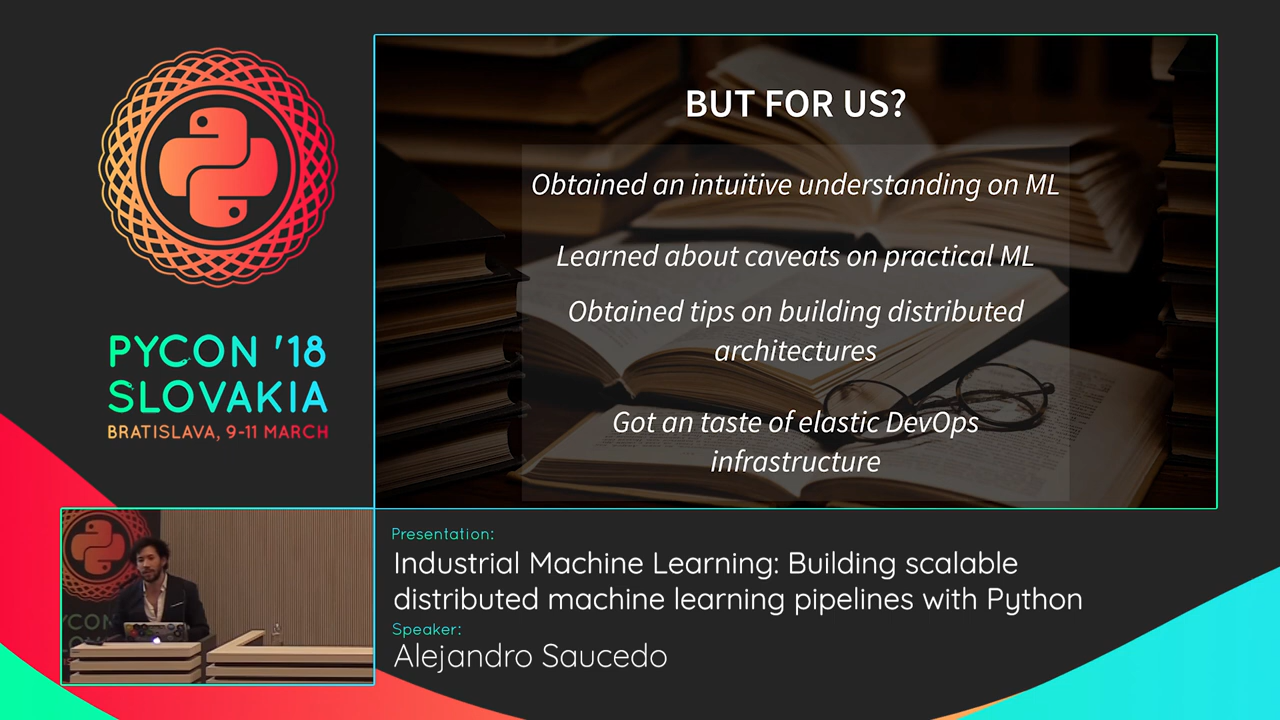 BUT FOR US?
Obtained an intuitive understanding on ML
Learned about caveats on practical ML
Obtained tips on building distributed
architectures
Got an taste of elastic DevOps
infrastructure
PYCON '18
SLOVAKIA
BRATISLAVA, 9-11 MARCH
Presentation:
Industrial Machine Learning: Building scalable
distributed machine learning pipelines with Python
Speaker:
Alejandro Saucedo